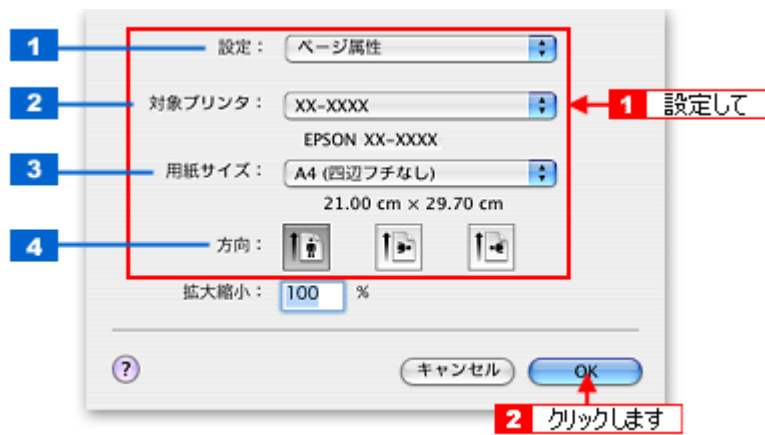 1 設定： ページ属性
2 対象プリンタ： XX-XXXX 1 設定して
EPSON XX-XXXX
3 用紙サイズ： A4 (四辺フチなし)
21.00 cm × 29.70 cm
4 方向：
拡大縮小： 100 %
? キャンセル OK
2 クリックします